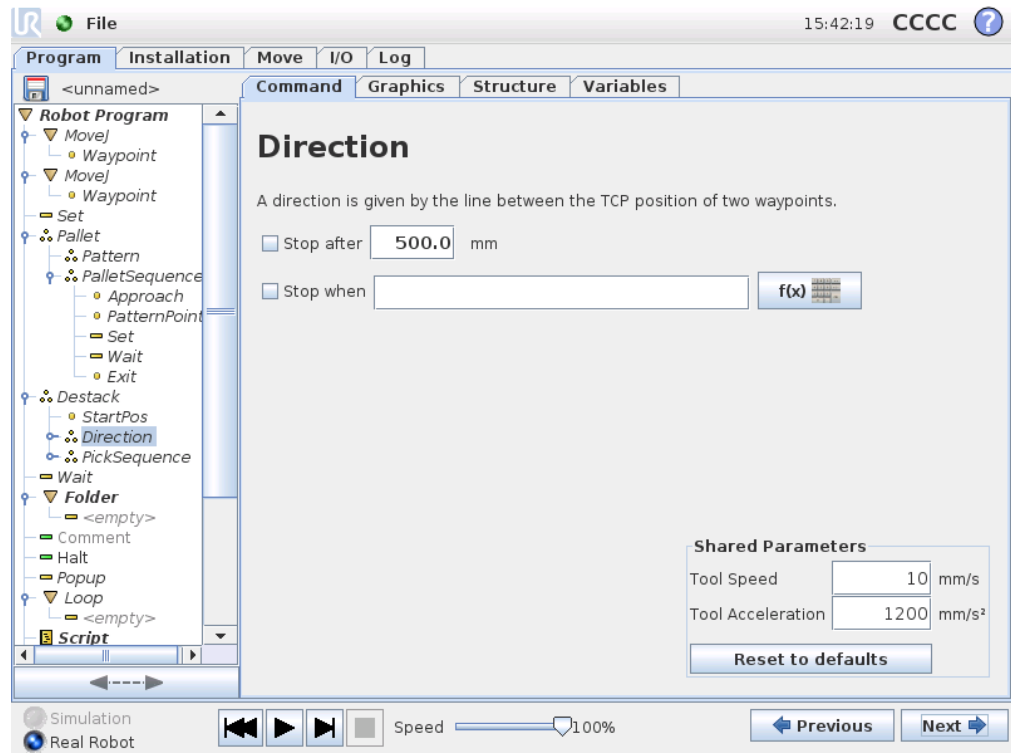 UR File 15:42:19 CCCC ?
Program Installation Move I/O Log
<unnamed>
Command Graphics Structure Variables
Robot Program
MoveJ
Waypoint
MoveJ
Waypoint
Set
Pallet
Pattern
PalletSequence
Approach
PatternPoint
Set
Wait
Exit
Destack
StartPos
Direction
PickSequence
Wait
Folder
<empty>
Comment
Halt
Popup
Loop
<empty>
Script
Direction
A direction is given by the line between the TCP position of two waypoints.
Stop after 500.0 mm
Stop when f(x)
Shared Parameters
Tool Speed 10 mm/s
Tool Acceleration 1200 mm/s²
Reset to defaults
Simulation
Real Robot
Speed 100%
Previous Next